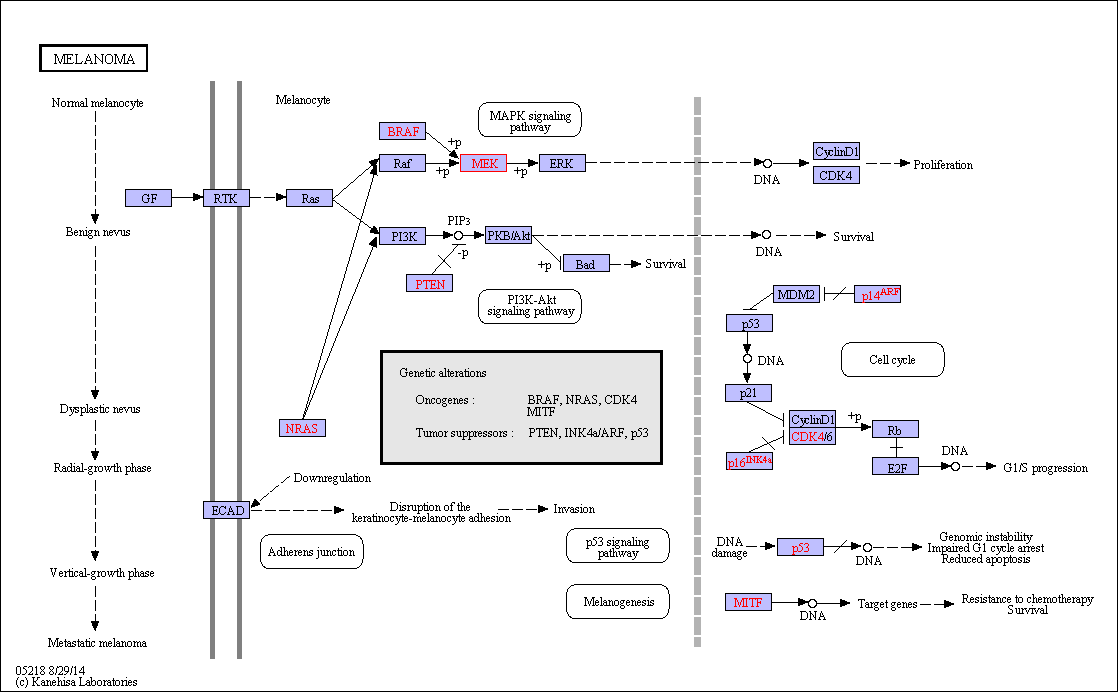 MELANOMA
Normal melanocyte
Melanocyte
MAPK signaling
pathway
BRAF
+p
Raf
+p
MEK
+p
ERK
DNA
CyclinD1
CDK4
Proliferation
GF
RTK
Ras
PIP3
PI3K
-p
PKB/Akt
DNA
Survival
Benign nevus
+p
Bad
Survival
PTEN
PI3K-Akt
signaling pathway
MDM2
p14ARF
p53
DNA
Cell cycle
p21
Genetic alterations
Oncogenes :
BRAF, NRAS, CDK4
MITF
Tumor suppressors :
PTEN, INK4a/ARF, p53
Dysplastic nevus
NRAS
CyclinD1
CDK4/6
+p
Rb
p16INK4a
E2F
DNA
G1/S progression
Radial-growth phase
Downregulation
ECAD
Disruption of the
keratinocyte-melanocyte adhesion
Invasion
Adherens junction
p53 signaling
pathway
DNA
damage
p53
DNA
Genomic instability
Impaired G1 cycle arrest
Reduced apoptosis
Vertical-growth phase
Melanogenesis
MITF
DNA
Target genes
Resistance to chemotherapy
Survival
Metastatic melanoma
05218 8/29/14
(c) Kanehisa Laboratories